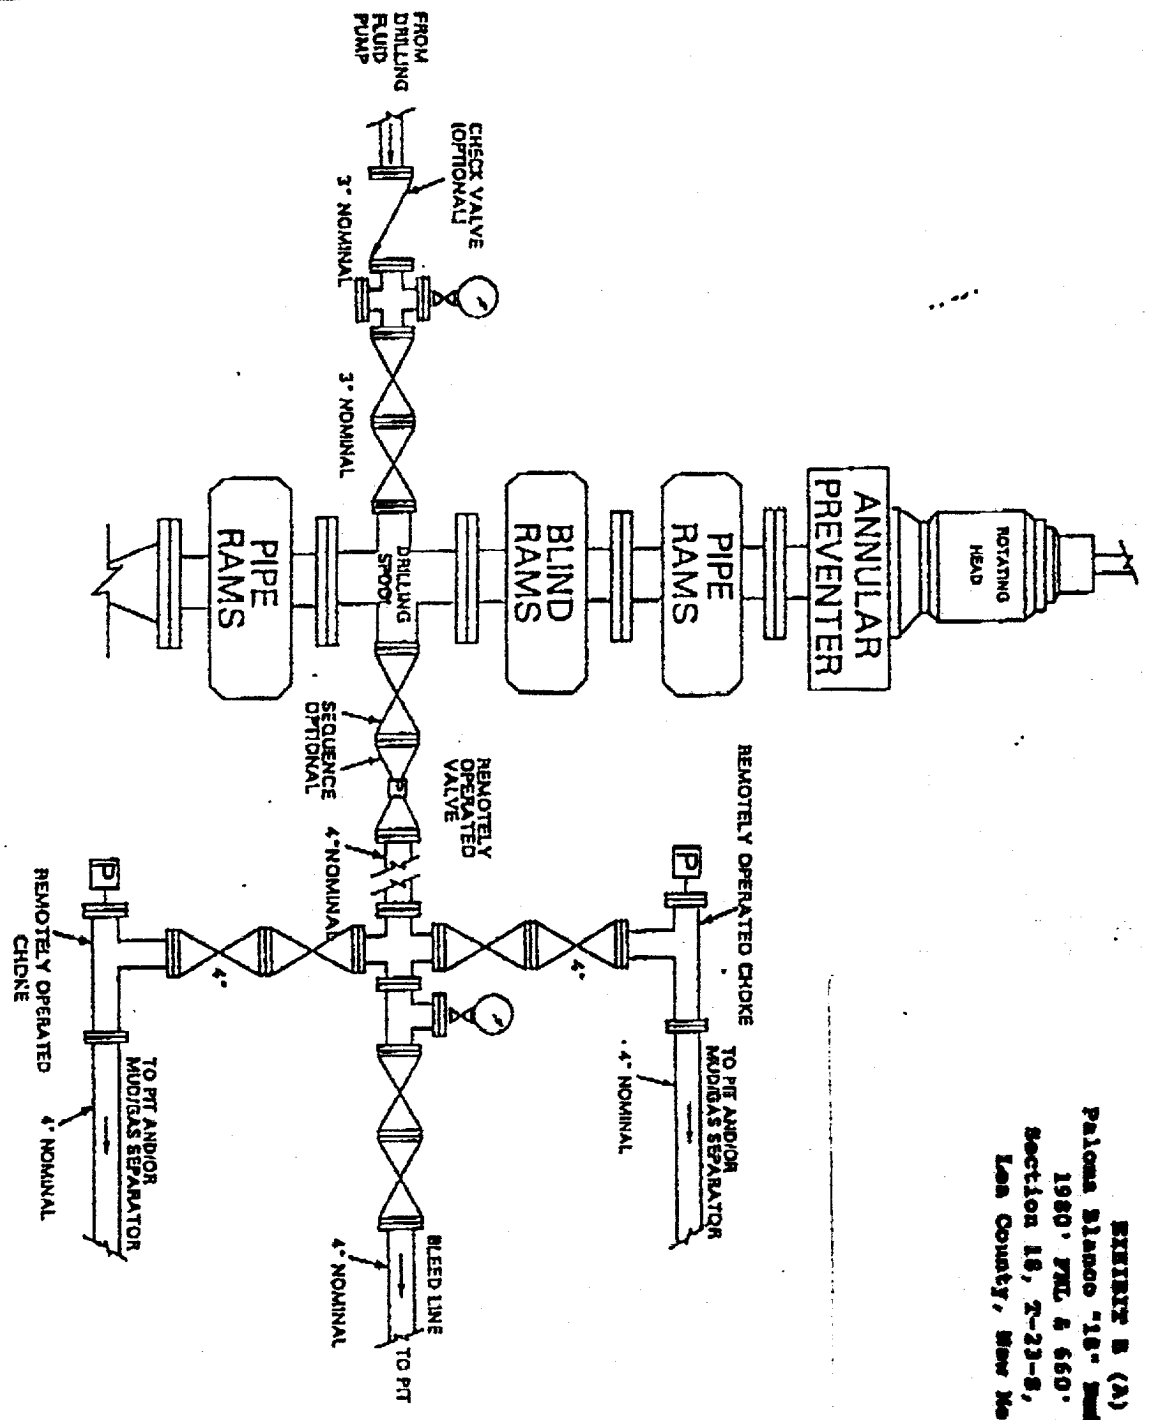 EXHIBIT B (A)
Paloma Blanco "18"
1980' FNL & 660'
Section 18, T-23-S,
Lea County, New
ROTATING
HEAD
ANNULAR
PREVENTER
PIPE
RAMS
BLIND
RAMS
DRILLING
SPOOL
PIPE
RAMS
FROM
DRILLING
FLUID
PUMP
CHECK VALVE
(OPTIONAL)
3" NOMINAL
3" NOMINAL
SEQUENCE
OPTIONAL
REMOTELY
OPERATED
VALVE
4" NOMINAL
P
P
REMOTELY OPERATED CHOKE
4"
TO PIT AND/OR
MUD/GAS SEPARATOR
4" NOMINAL
BLEED LINE
TO PIT
4" NOMINAL
P
4"
REMOTELY OPERATED
CHOKE
TO PIT AND/OR
MUD/GAS SEPARATOR
4" NOMINAL